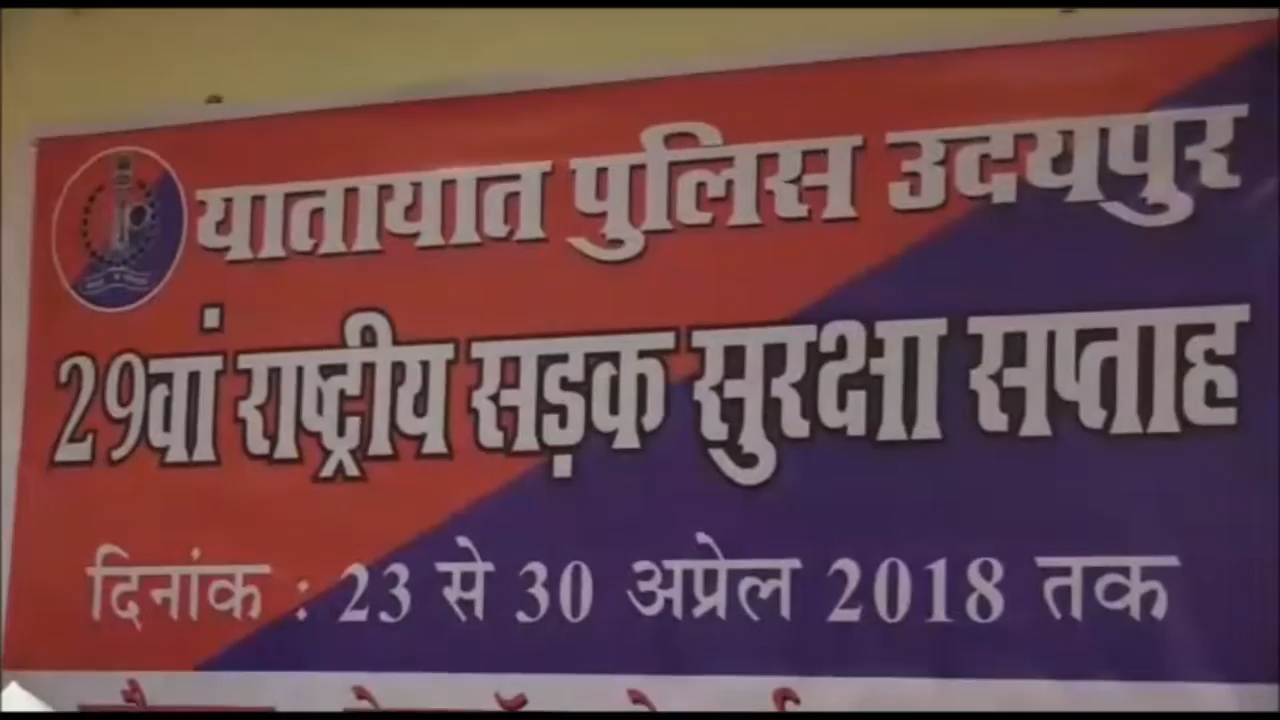 यातायात पुलिस उदयपुर
29वां राष्ट्रीय सड़क सुरक्षा सप्ताह
दिनांक : 23 से 30 अप्रेल 2018 तक